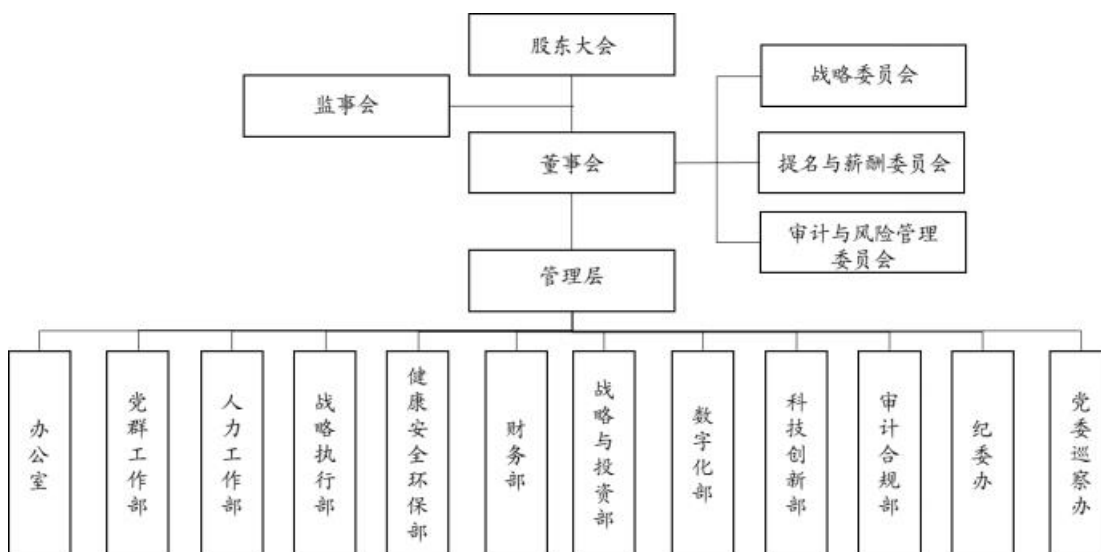 股东大会
监事会
战略委员会
董事会
提名与薪酬委员会
审计与风险管理
委员会
管理层
办公室
党群工作部
人力工作部
战略执行部
健康安全环保部
财务部
战略与投资部
数字化部
科技创新部
审计合规部
纪委办
党委巡察办